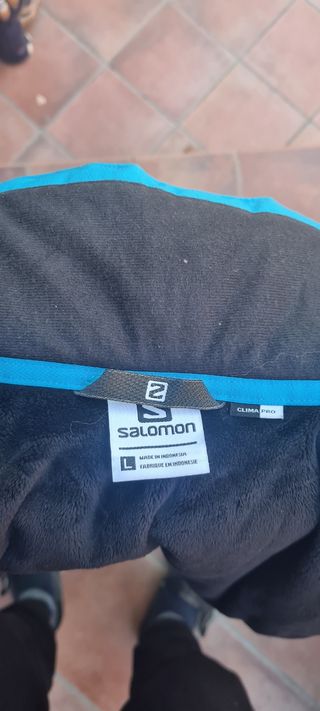 SALOMON
L
MADE IN INDONESIA
FABRIQUE EN INDONESIE
CLIMA PRO